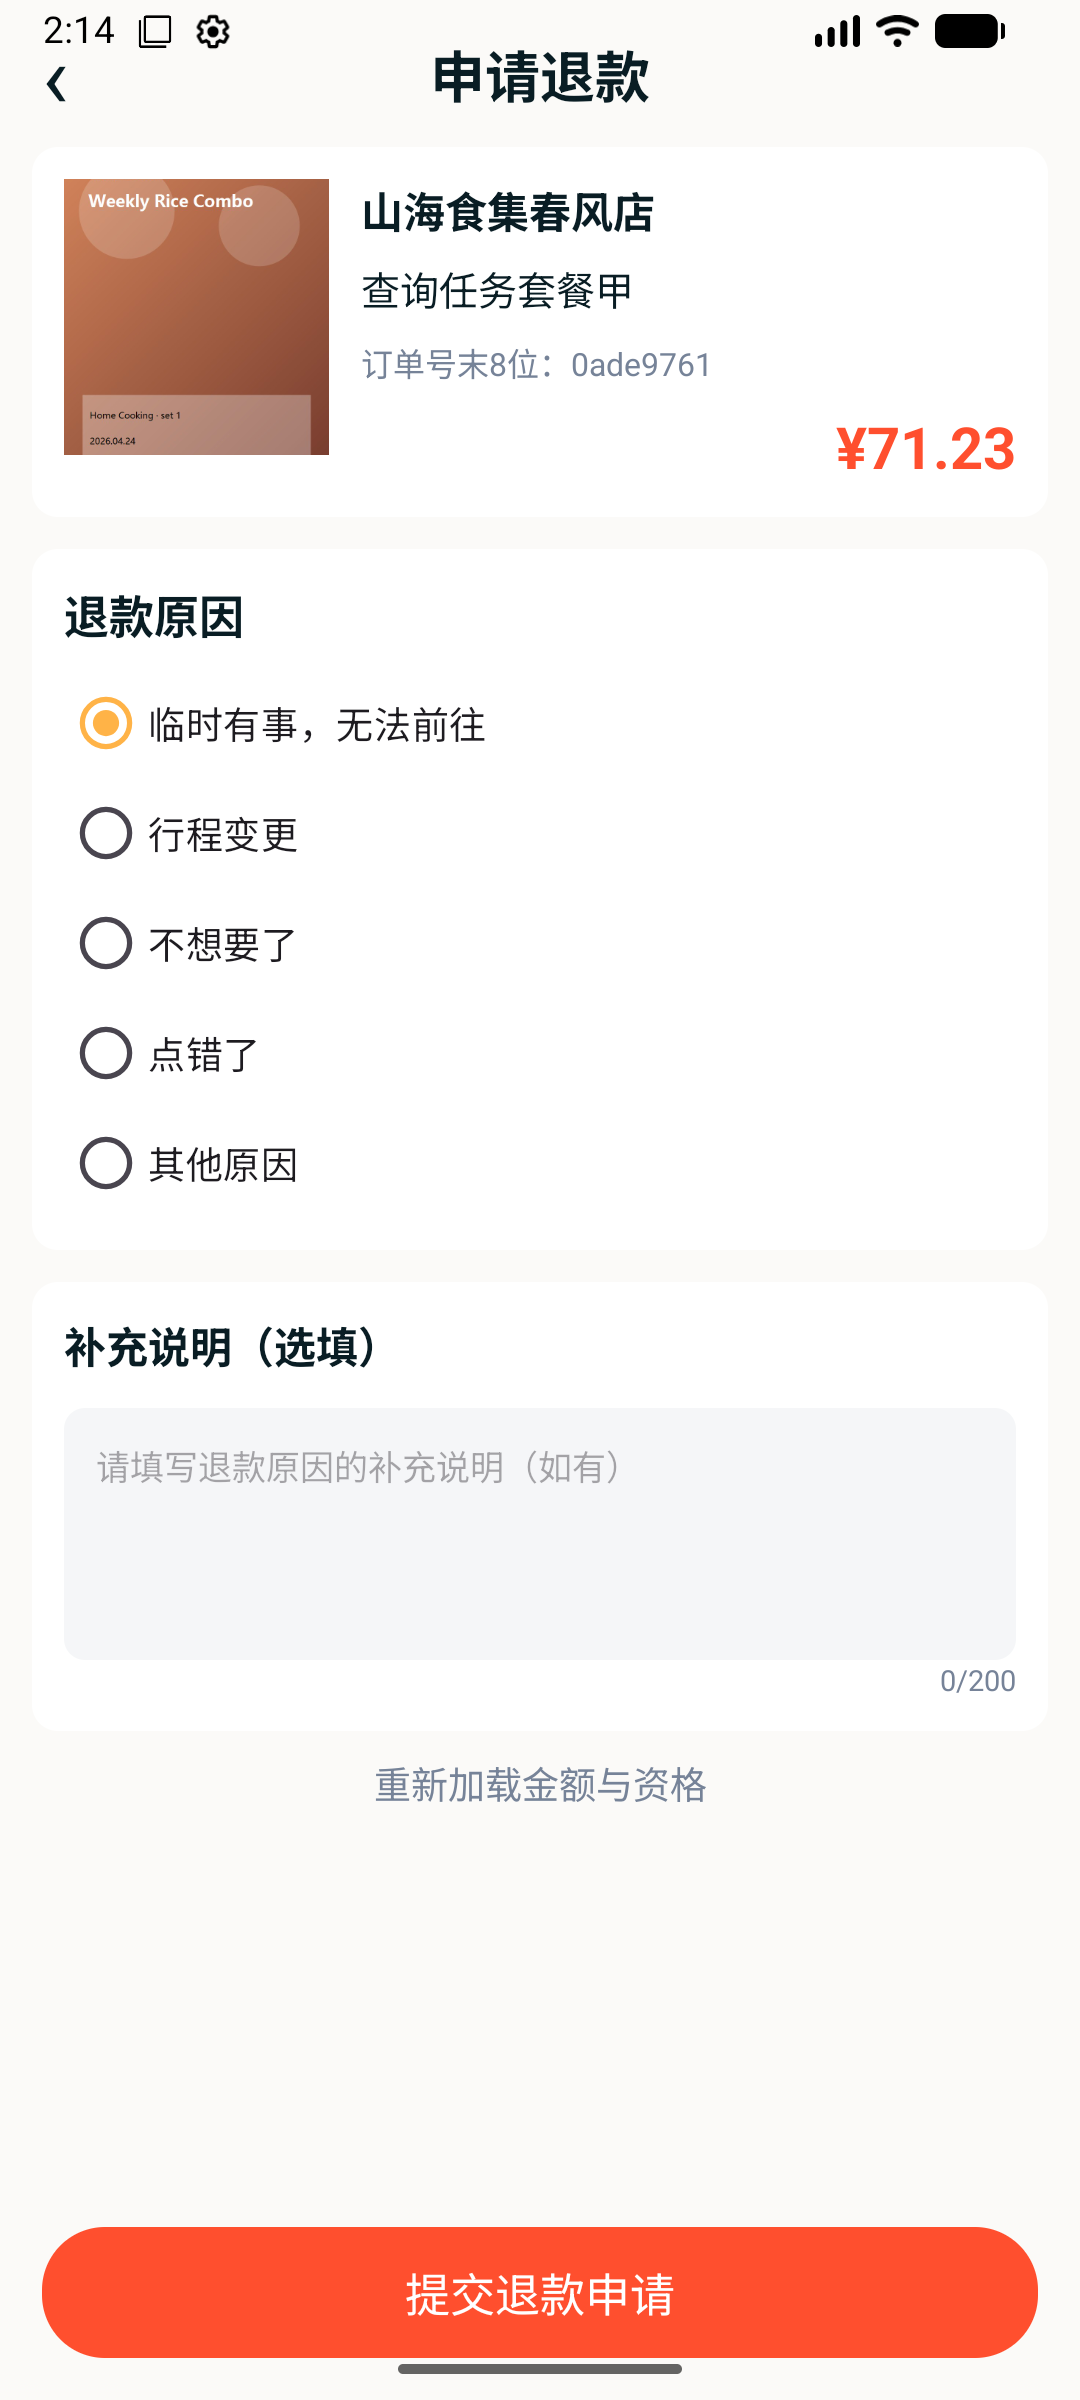 2:14
申请退款
Weekly Rice Combo
Home Cooking · set 1
2026.04.24
山海食集春风店
查询任务套餐甲
订单号末8位：0ade9761
¥71.23
退款原因
临时有事，无法前往
行程变更
不想要了
点错了
其他原因
补充说明（选填）
请填写退款原因的补充说明（如有）
0/200
重新加载金额与资格
提交退款申请